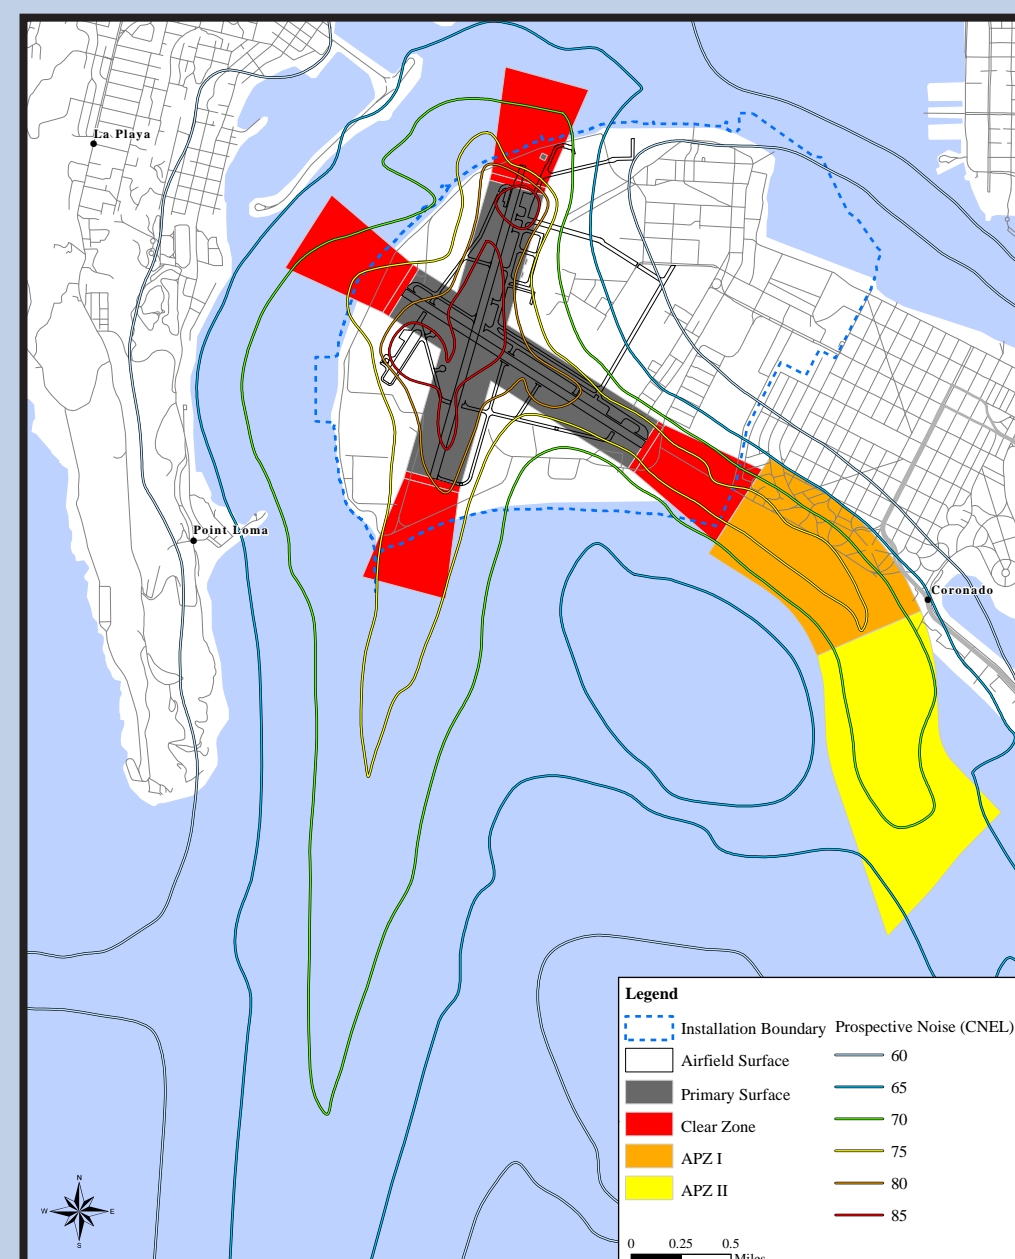 La Playa
Point Loma
Coronado
Legend
Installation Boundary
Airfield Surface
Primary Surface
Clear Zone
APZ I
APZ II
Prospective Noise (CNEL)
60
65
70
75
80
85
0 0.25 0.5
Miles
N
W E
S